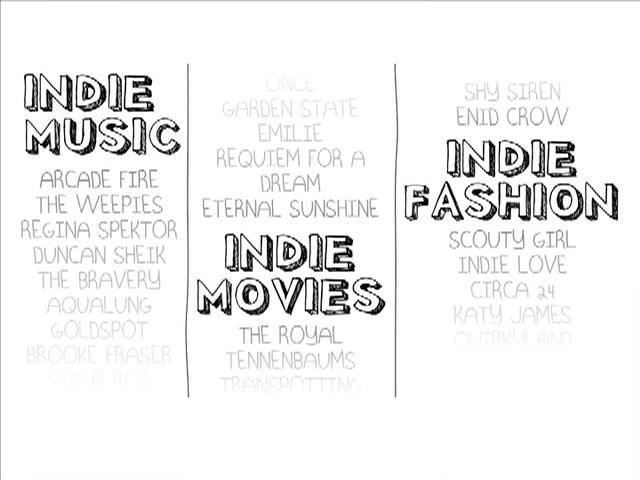 INDIE
MUSIC
ARCADE FIRE
THE WEEPIES
REGINA SPEKTOR
DUNCAN SHEIK
THE BRAVERY
AQUALUNG
GOLDSPOT
BROOKE FRASER
ONCE
GARDEN STATE
EMILIE
REQUIEM FOR A
DREAM
ETERNAL SUNSHINE
INDIE
MOVIES
THE ROYAL
TENNENBAUMS
TRANSPOTTING
SHY SIREN
ENID CROW
INDIE
FASHION
SCOUTY GIRL
INDIE LOVE
CIRCA 24
KATY JAMES
QUIRKYLAND